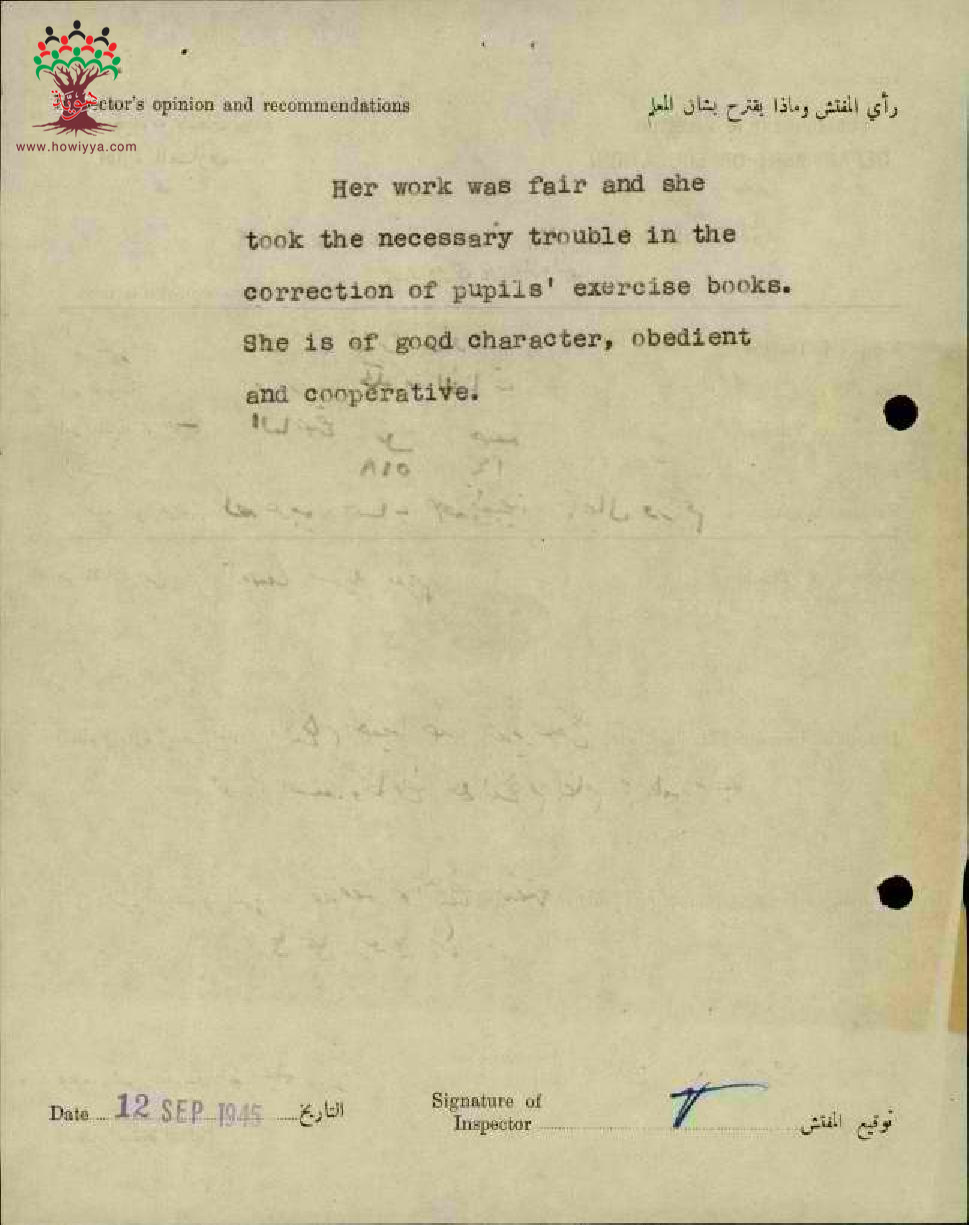 هوية
www.howiyya.com
ctor's opinion and recommendations
رأي المفتش وماذا يقترح بشأن المعلم
Her work was fair and she
took the necessary trouble in the
correction of pupils' exercise books.
She is of good character, obedient
and cooperative.
Date 12 SEP 1945 التاريخ
Signature of
Inspector توقيع المفتش